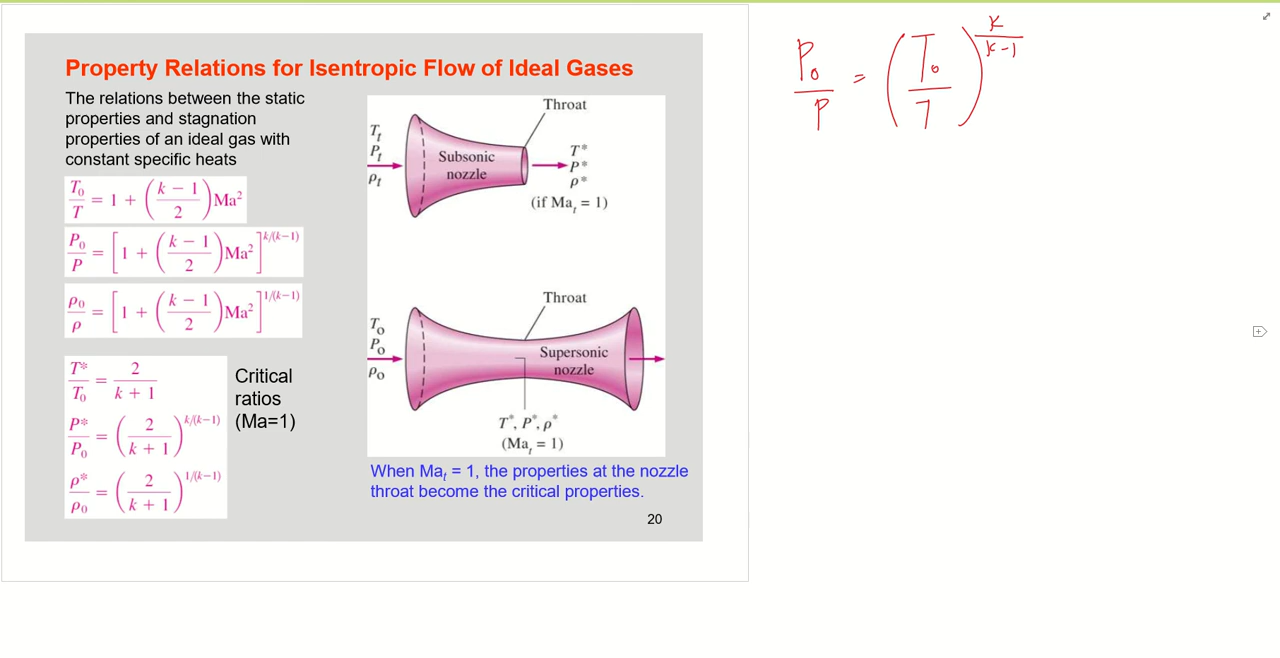 Property Relations for Isentropic Flow of Ideal Gases
The relations between the static
properties and stagnation
properties of an ideal gas with
constant specific heats
T₀/T = 1 + ((k − 1)/2)Ma²
P₀/P = [1 + ((k − 1)/2)Ma²]^k/(k−1)
ρ₀/ρ = [1 + ((k − 1)/2)Ma²]^1/(k−1)
T*/T₀ = 2/(k + 1)
P*/P₀ = (2/(k + 1))^k/(k−1)
ρ*/ρ₀ = (2/(k + 1))^1/(k−1)
Critical
ratios
(Ma=1)
Throat
Tₜ
Pₜ
ρₜ
Subsonic
nozzle
T*
P*
ρ*
(if Maₜ = 1)
Throat
Tₒ
Pₒ
ρₒ
Supersonic
nozzle
T*, P*, ρ*
(Maₜ = 1)
When Maₜ = 1, the properties at the nozzle
throat become the critical properties.
20
P₀/P = (T₀/T)^k/(k−1)